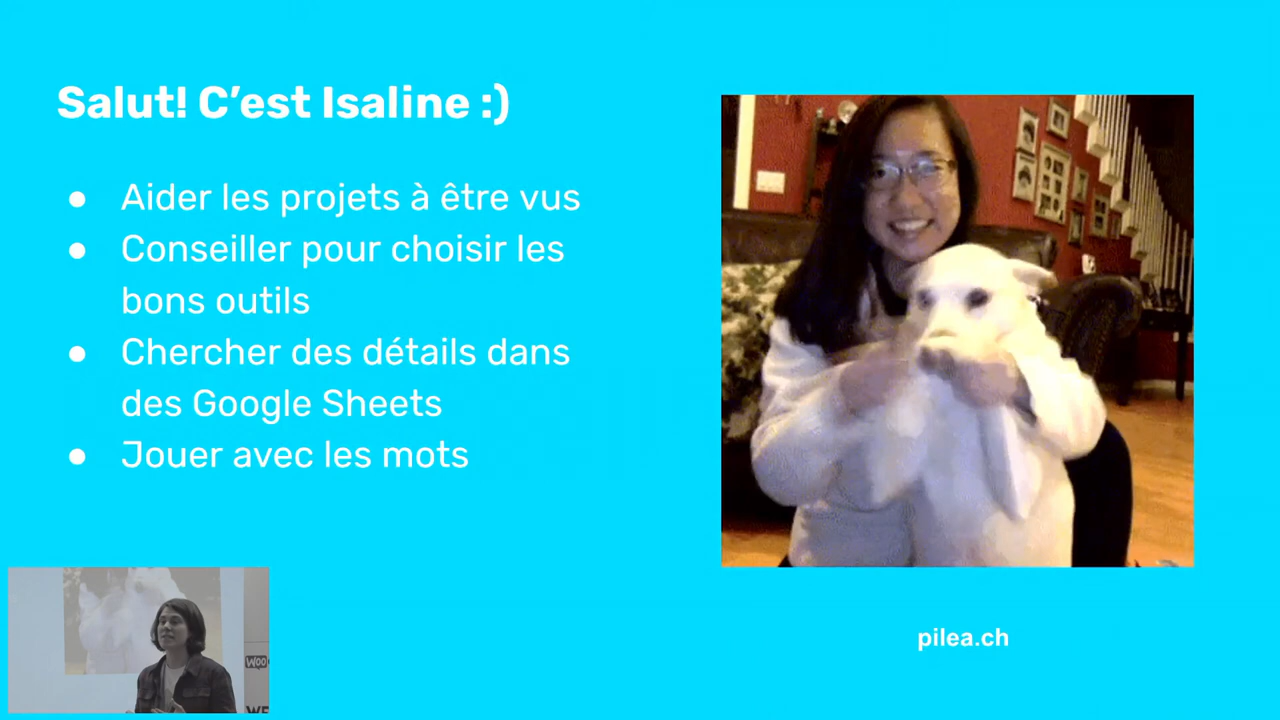 Salut! C’est Isaline :)
● Aider les projets à être vus
● Conseiller pour choisir les
bons outils
● Chercher des détails dans
des Google Sheets
● Jouer avec les mots
pilea.ch
WOO